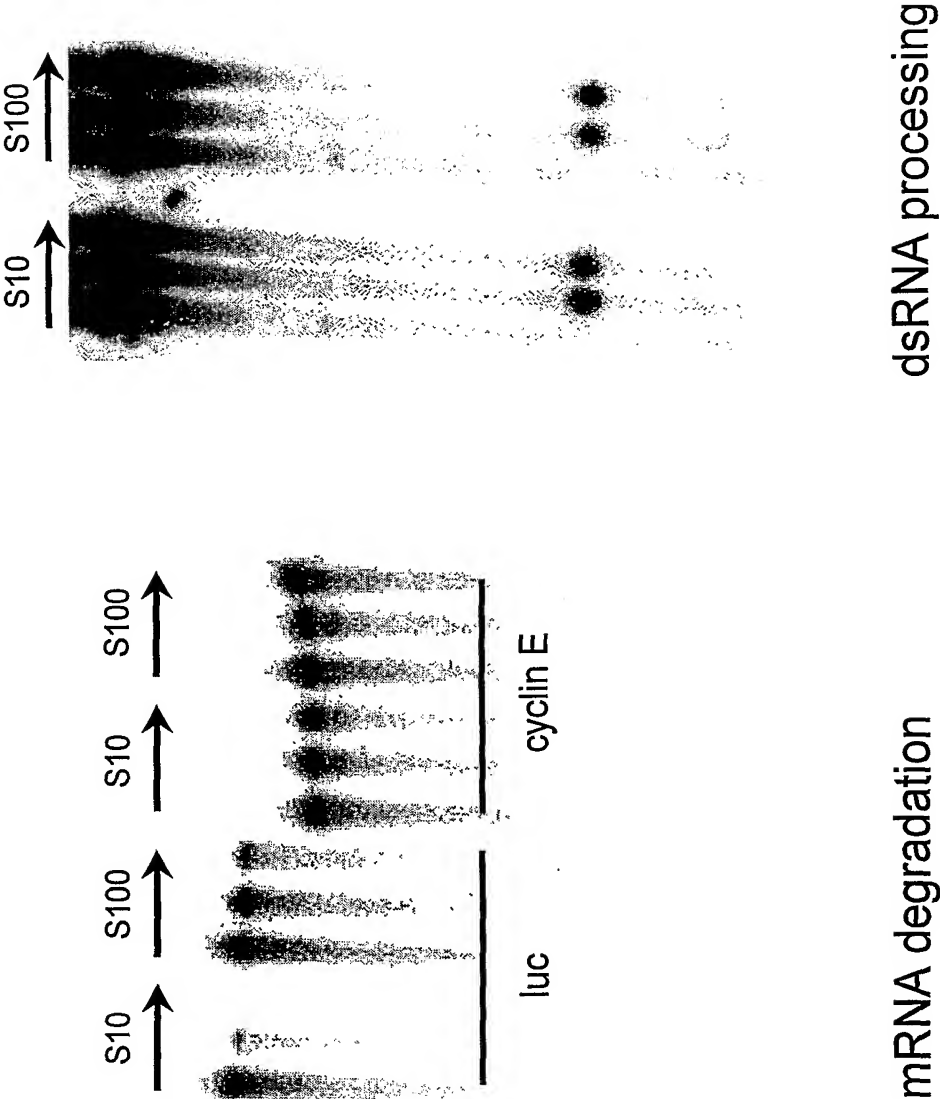 S10 S100 S10 S100
luc cyclin E
mRNA degradation
S10 S100
dsRNA processing